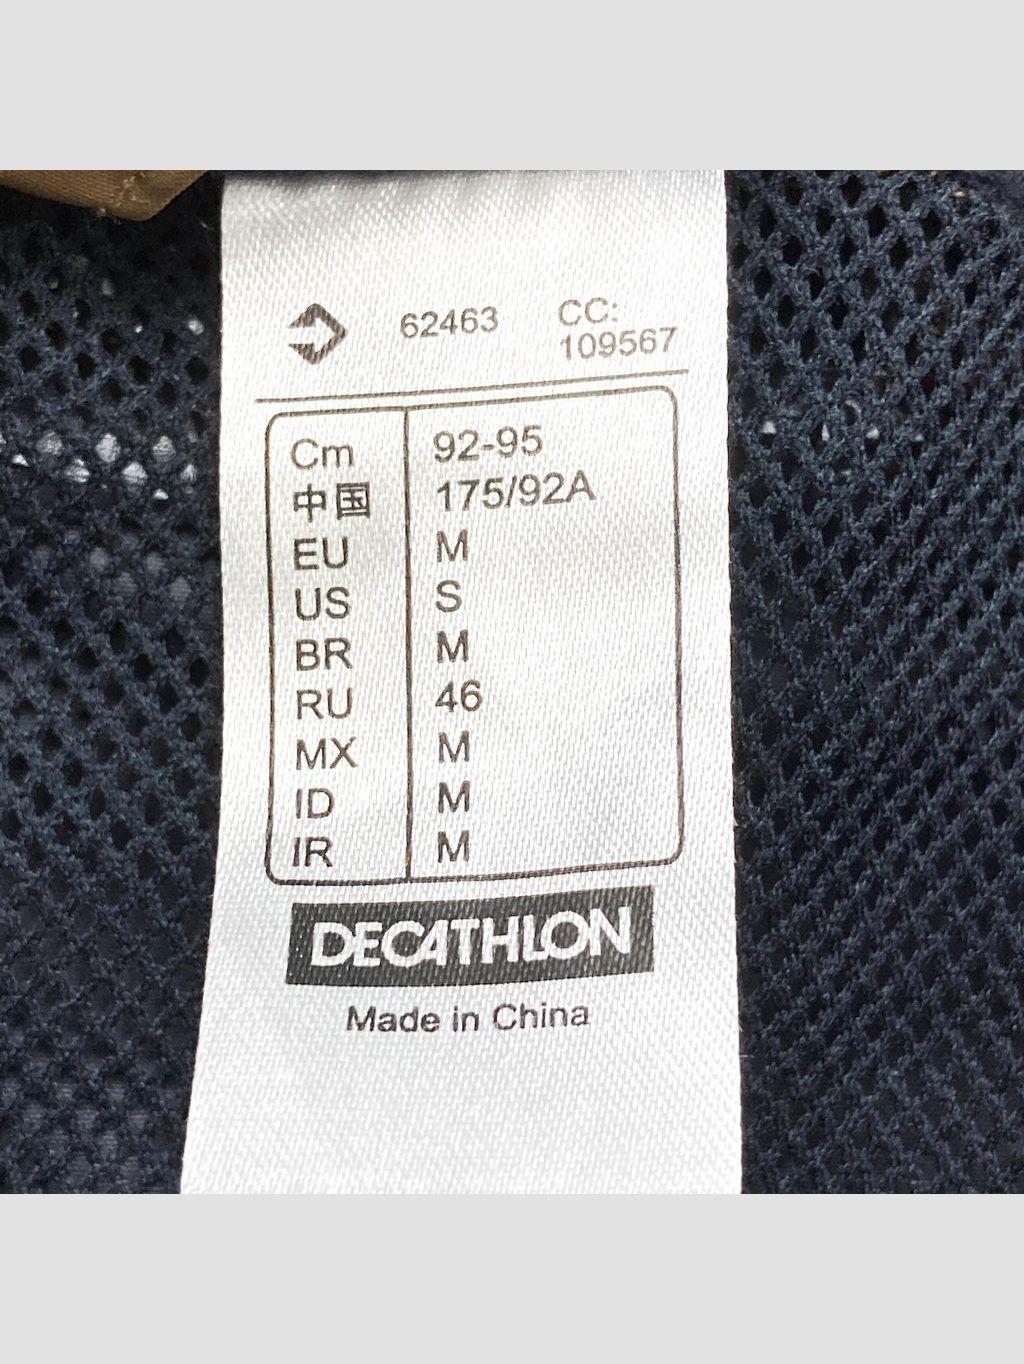 62463 CC:
109567
Cm 92-95
中国 175/92A
EU M
US S
BR M
RU 46
MX M
ID M
IR M
DECATHLON
Made in China